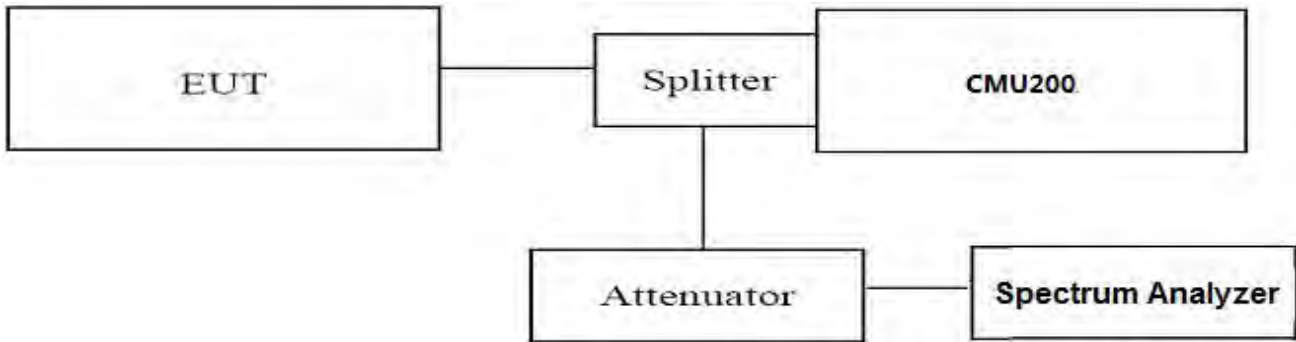 EUT
Splitter
CMU200
Attenuator
Spectrum Analyzer